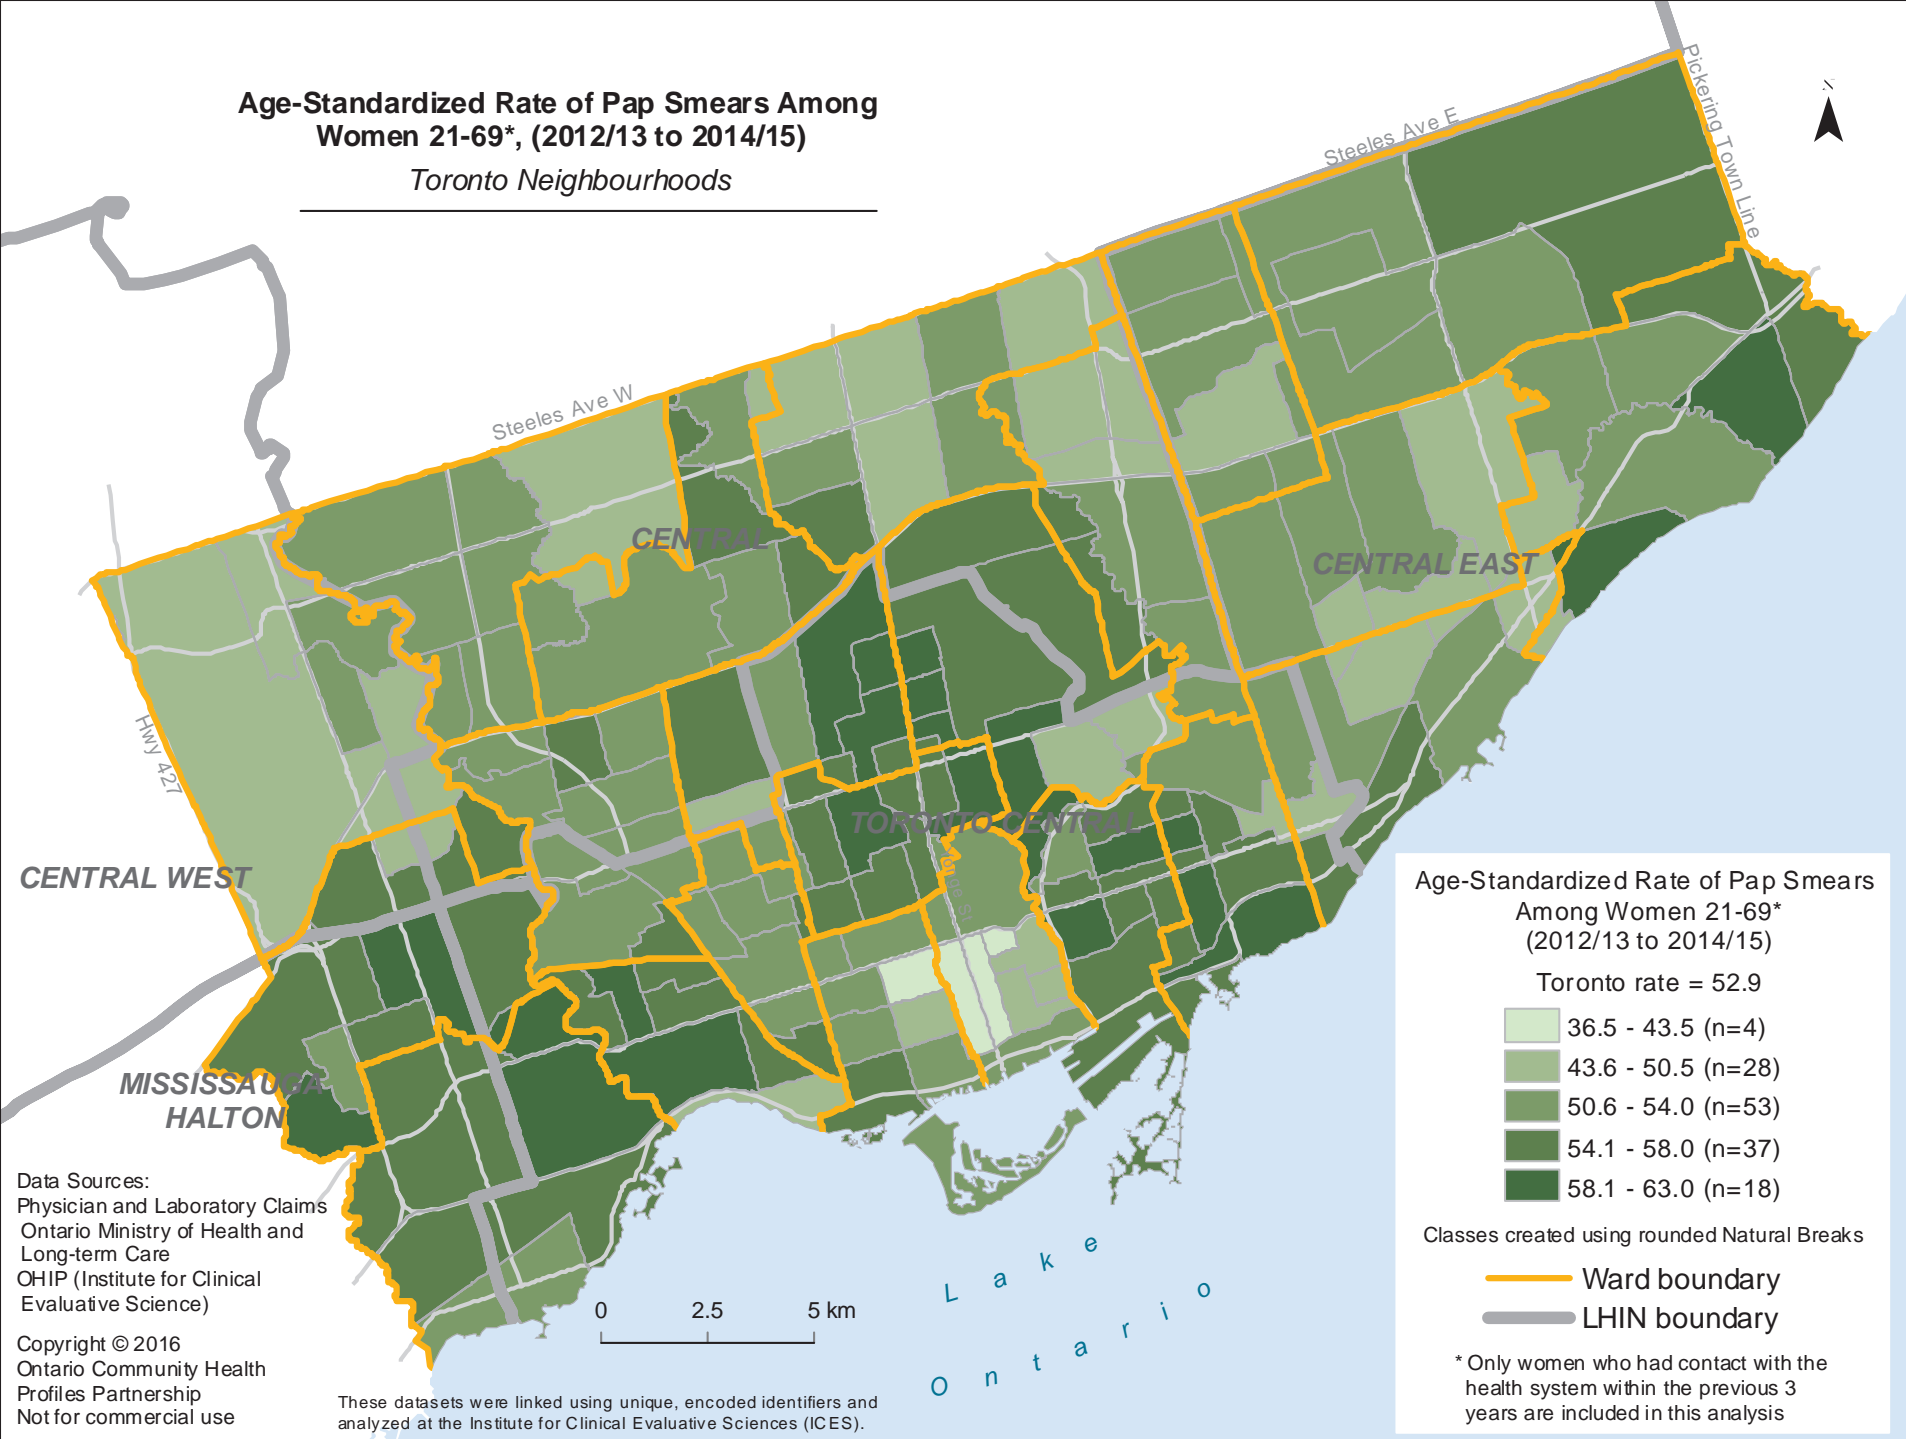 Age-Standardized Rate of Pap Smears Among
Women 21-69*, (2012/13 to 2014/15)
Toronto Neighbourhoods
N
Pickering Town Line
Steeles Ave E
Steeles Ave W
Hwy 427
CENTRAL
CENTRAL EAST
TORONTO CENTRAL
Yonge St
CENTRAL WEST
MISSISSAUGA
HALTON
Lake
Ontario
Age-Standardized Rate of Pap Smears
Among Women 21-69*
(2012/13 to 2014/15)
Toronto rate = 52.9
36.5 - 43.5 (n=4)
43.6 - 50.5 (n=28)
50.6 - 54.0 (n=53)
54.1 - 58.0 (n=37)
58.1 - 63.0 (n=18)
Classes created using rounded Natural Breaks
Ward boundary
LHIN boundary
* Only women who had contact with the
health system within the previous 3
years are included in this analysis
Data Sources:
Physician and Laboratory Claims
Ontario Ministry of Health and
Long-term Care
OHIP (Institute for Clinical
Evaluative Science)
Copyright © 2016
Ontario Community Health
Profiles Partnership
Not for commercial use
0 2.5 5 km
These datasets were linked using unique, encoded identifiers and
analyzed at the Institute for Clinical Evaluative Sciences (ICES).